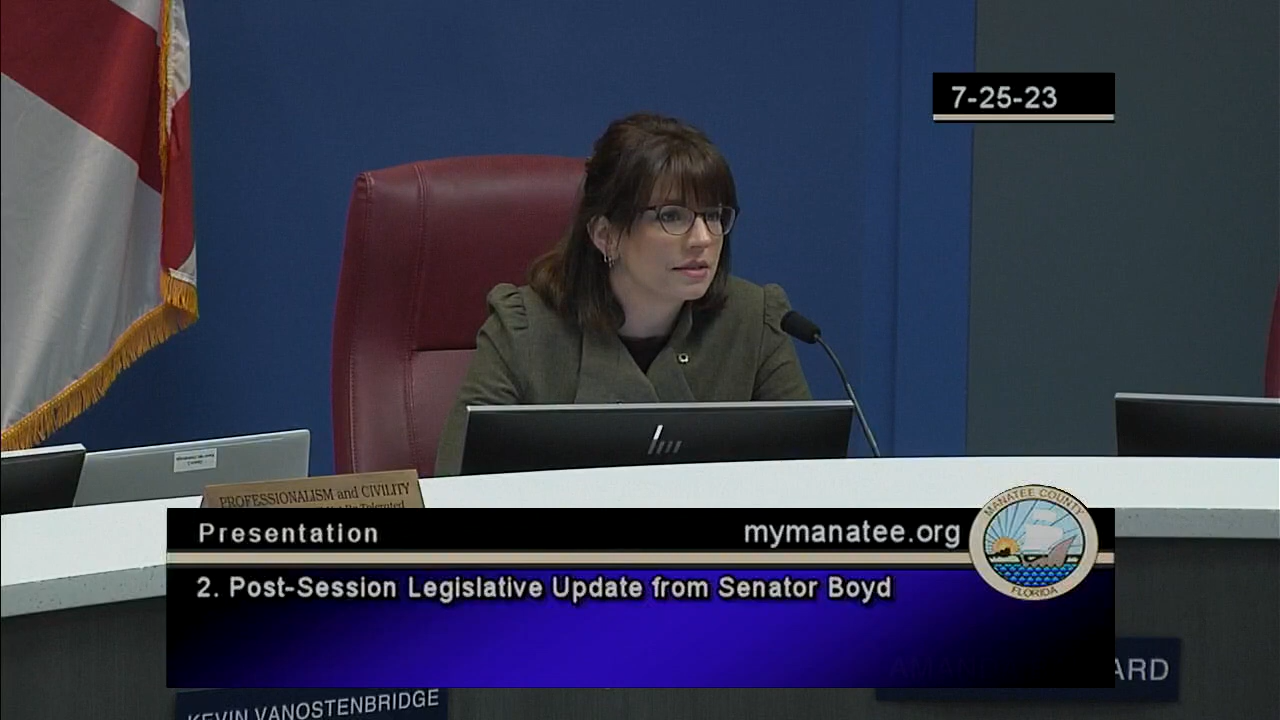 7-25-23
PROFESSIONALISM and CIVILITY
Presentation
mymanatee.org
MANATEE COUNTY
FLORIDA
2. Post-Session Legislative Update from Senator Boyd
KEVIN VANOSTENBRIDGE